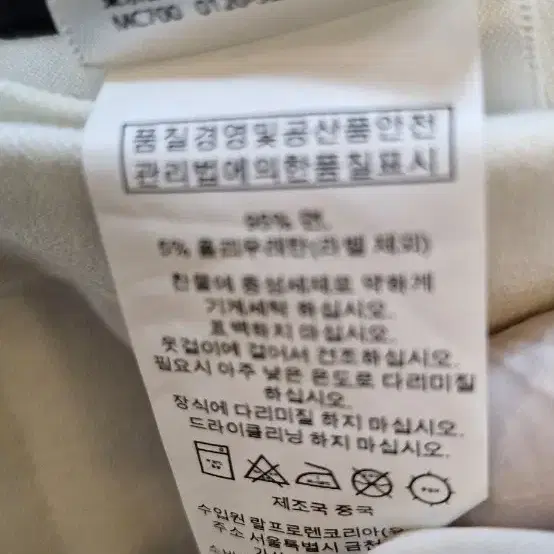 MC700 0120
품질경영및공산품안전
관리법에의한품질표시
95% 면,
5% 폴리우레탄(라벨 제외)
찬물에 중성세제로 약하게
기계세탁 하십시오.
표백하지 마십시오.
옷걸이에 걸어서 건조하십시오.
필요시 아주 낮은 온도로 다리미질
하십시오.
장식에 다리미질 하지 마십시오.
드라이클리닝 하지 마십시오.
제조국 중국
수입원 랄프로렌코리아(유
주소 서울특별시 금천